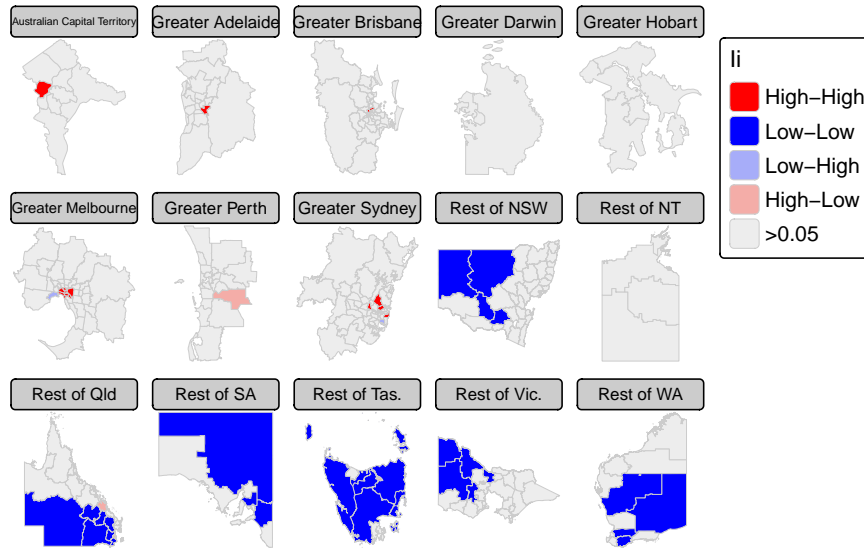 Australian Capital Territory
Greater Adelaide
Greater Brisbane
Greater Darwin
Greater Hobart
Ii
High−High
Low−Low
Low−High
High−Low
>0.05
Greater Melbourne
Greater Perth
Greater Sydney
Rest of NSW
Rest of NT
Rest of Qld
Rest of SA
Rest of Tas.
Rest of Vic.
Rest of WA